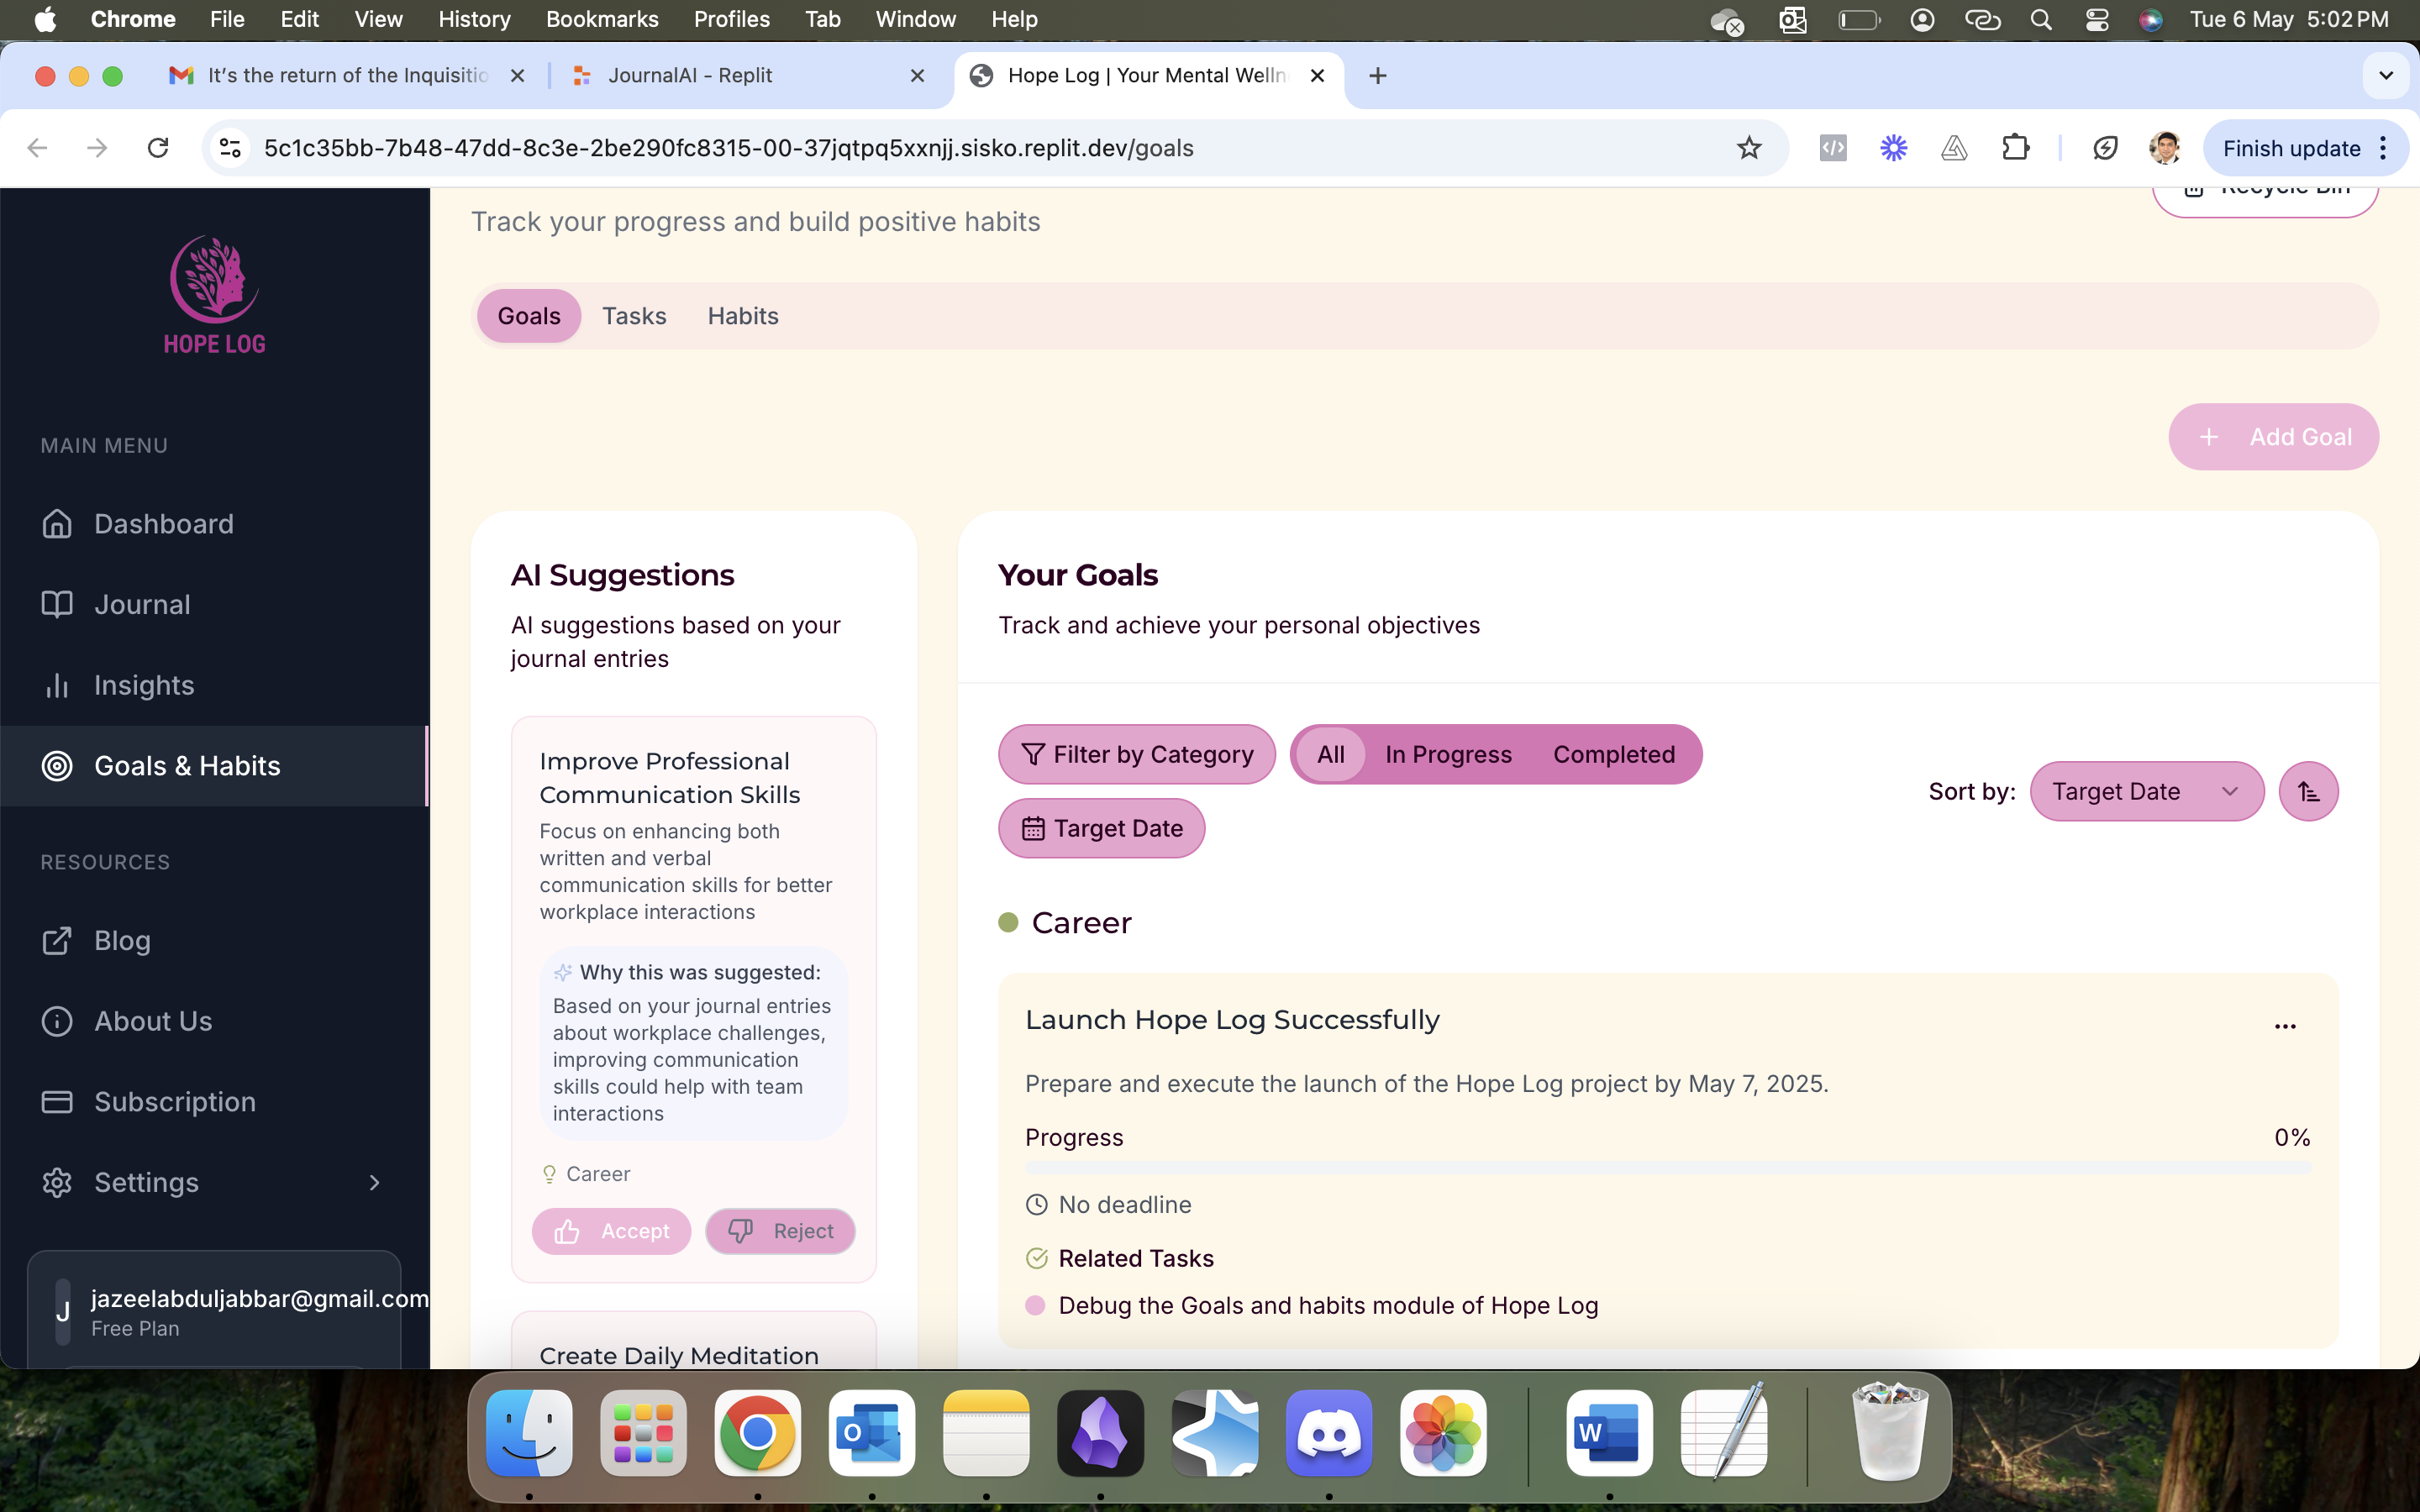 Chrome File Edit View History Bookmarks Profiles Tab Window Help Tue 6 May 5:02 PM
It's the return of the Inquisitio JournalAI - Replit Hope Log | Your Mental Welln
5c1c35bb-7b48-47dd-8c3e-2be290fc8315-00-37jqtpq5xxnjj.sisko.replit.dev/goals Finish update
HOPE LOG
MAIN MENU
Dashboard
Journal
Insights
Goals & Habits
RESOURCES
Blog
About Us
Subscription
Settings
J jazeelabduljabbar@gmail.com
Free Plan
Recycle Bin
Track your progress and build positive habits
Goals Tasks Habits
+ Add Goal
AI Suggestions
AI suggestions based on your
journal entries
Improve Professional
Communication Skills
Focus on enhancing both
written and verbal
communication skills for better
workplace interactions
Why this was suggested:
Based on your journal entries
about workplace challenges,
improving communication
skills could help with team
interactions
Career
Accept Reject
Create Daily Meditation
Your Goals
Track and achieve your personal objectives
Filter by Category All In Progress Completed
Target Date
Sort by: Target Date
Career
Launch Hope Log Successfully
...
Prepare and execute the launch of the Hope Log project by May 7, 2025.
Progress 0%
No deadline
Related Tasks
Debug the Goals and habits module of Hope Log
O
W